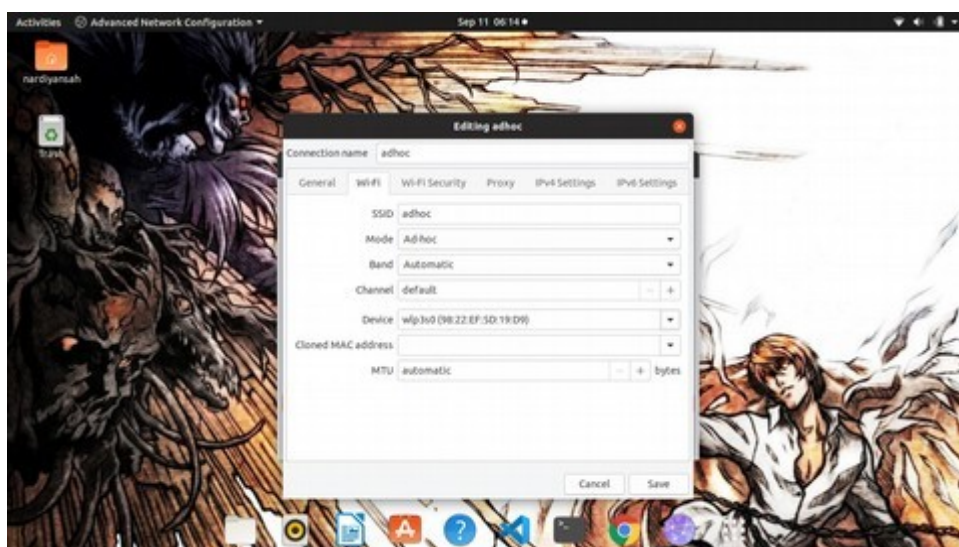 Activities Advanced Network Configuration Sep 11 06:14
nardiyansah
Trash
Editing adhoc
Connection name adhoc
General Wi-Fi Wi-Fi Security Proxy IPv4 Settings IPv6 Settings
SSID adhoc
Mode Ad-hoc
Band Automatic
Channel default
Device wlp3s0 (98:22:EF:5D:19:D9)
Cloned MAC address
MTU automatic bytes
Cancel Save